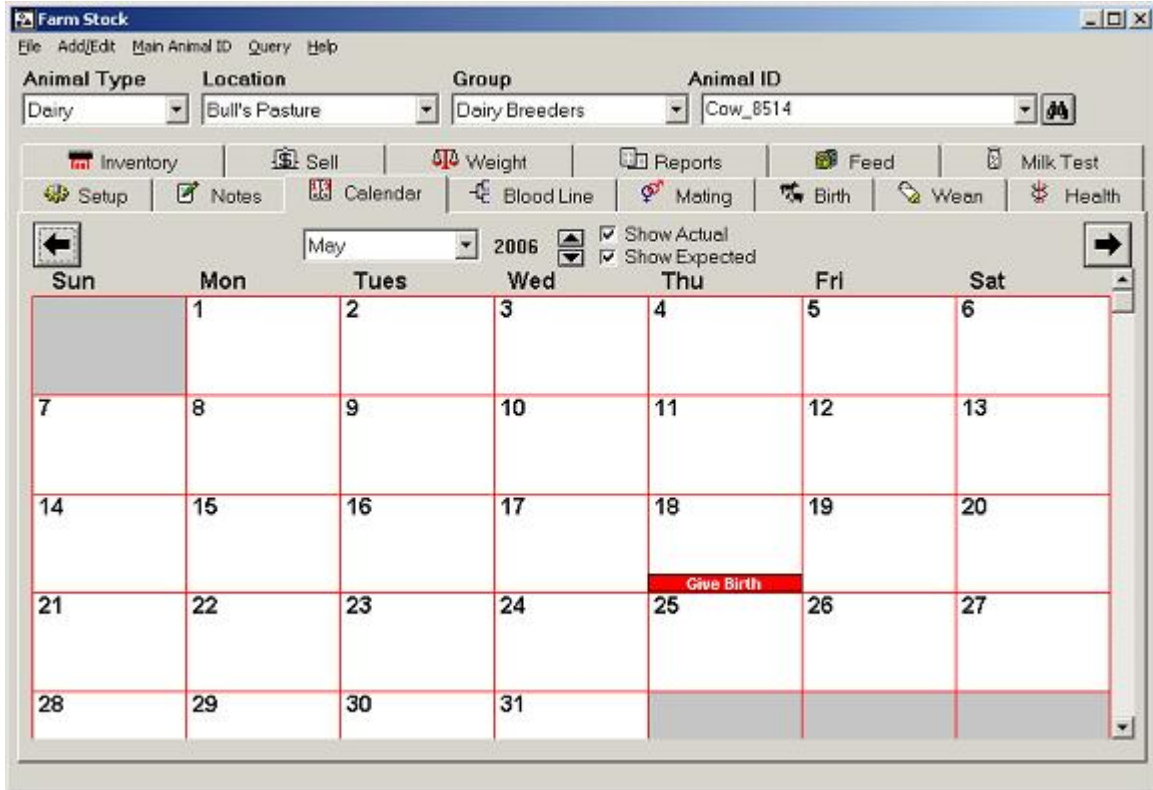 Farm Stock
File Add/Edit Main Animal ID Query Help
Animal Type Location Group Animal ID
Dairy Bull's Pasture Dairy Breeders Cow_8514
Inventory Sell Weight Reports Feed Milk Test
Setup Notes Calendar Blood Line Mating Birth Wean Health
May 2006 Show Actual
Show Expected
Sun Mon Tues Wed Thu Fri Sat
1 2 3 4 5 6
7 8 9 10 11 12 13
14 15 16 17 18 19 20
Give Birth
21 22 23 24 25 26 27
28 29 30 31